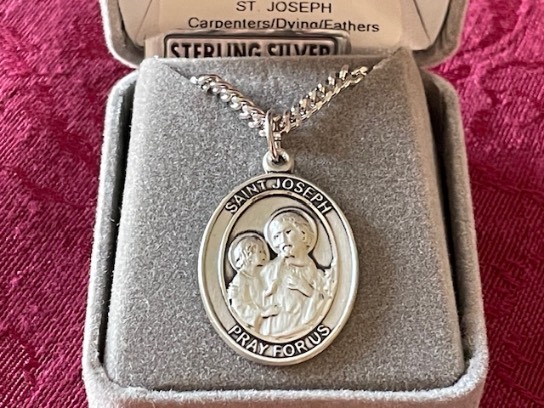 ST. JOSEPH
Carpenters/Dying/Fathers
STERLING SILVER
SAINT JOSEPH
PRAY FOR US